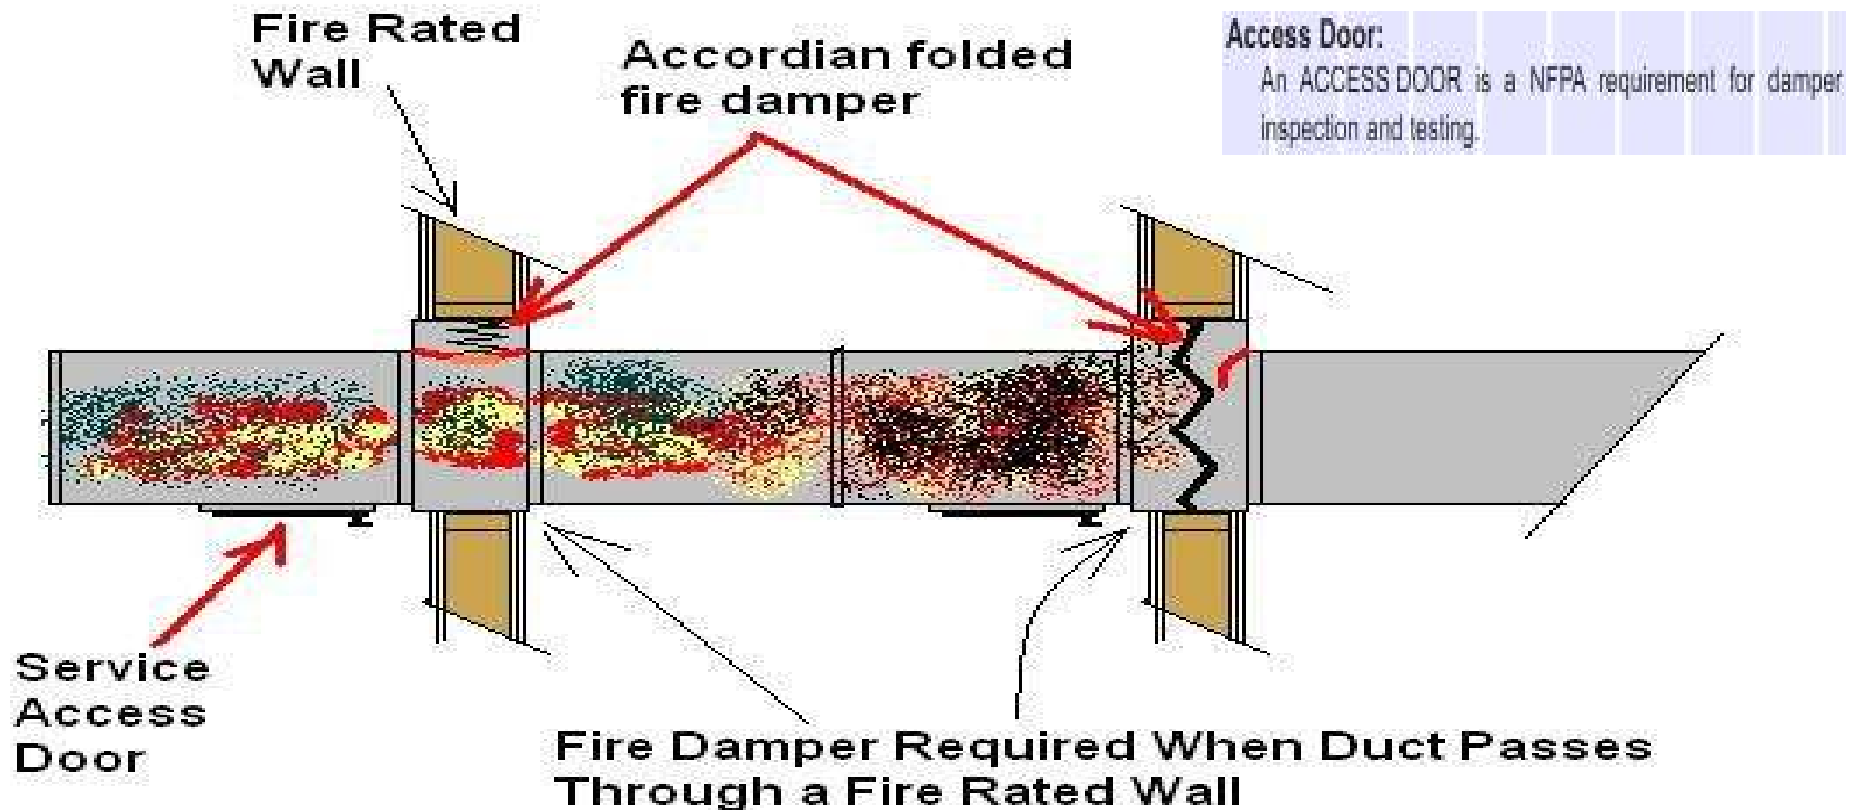 Fire Rated
Wall
Accordian folded
fire damper
Access Door:
An ACCESS DOOR is a NFPA requirement for damper
inspection and testing.
Service
Access
Door
Fire Damper Required When Duct Passes
Through a Fire Rated Wall